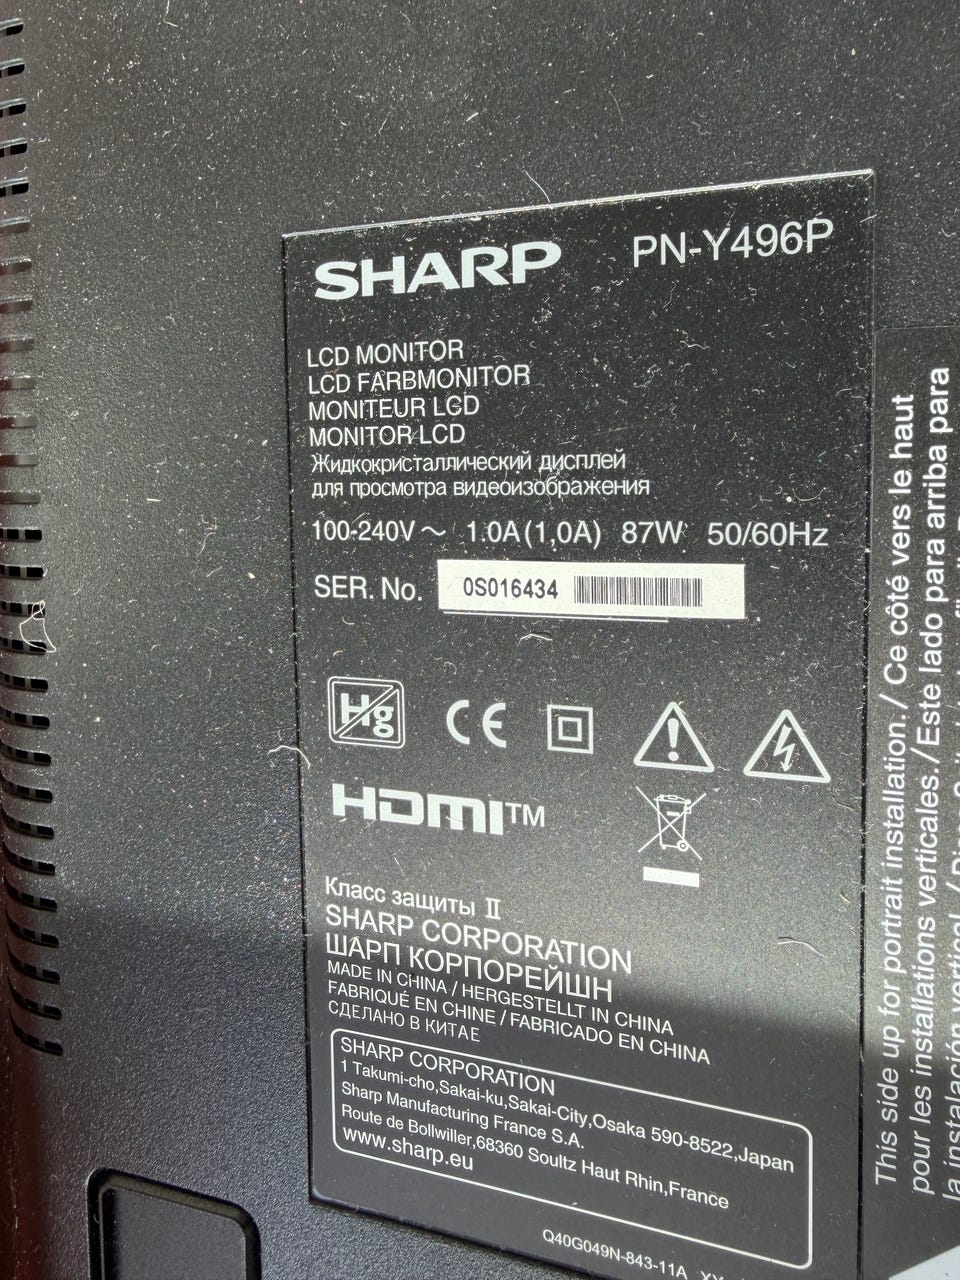 SHARP PN-Y496P
LCD MONITOR
LCD FARBMONITOR
MONITEUR LCD
MONITOR LCD
Жидкокристаллический дисплей
для просмотра видеоизображения
100-240V ~ 1.0A (1,0A) 87W 50/60Hz
SER. No. 0S016434
Hg
CE
HDMI™
Класс защиты II
SHARP CORPORATION
ШАРП КОРПОРЕЙШН
MADE IN CHINA / HERGESTELLT IN CHINA
FABRIQUÉ EN CHINE / FABRICADO EN CHINA
СДЕЛАНО В КИТАЕ
SHARP CORPORATION
1 Takumi-cho,Sakai-ku,Sakai-City,Osaka 590-8522,Japan
Sharp Manufacturing France S.A.
Route de Bollwiller,68360 Soultz Haut Rhin,France
www.sharp.eu
Q40G049N-843-11A
This side up for portrait installation. / Ce côté vers le haut
pour les installations verticales. / Este lado para arriba para
la instalación vertical. /